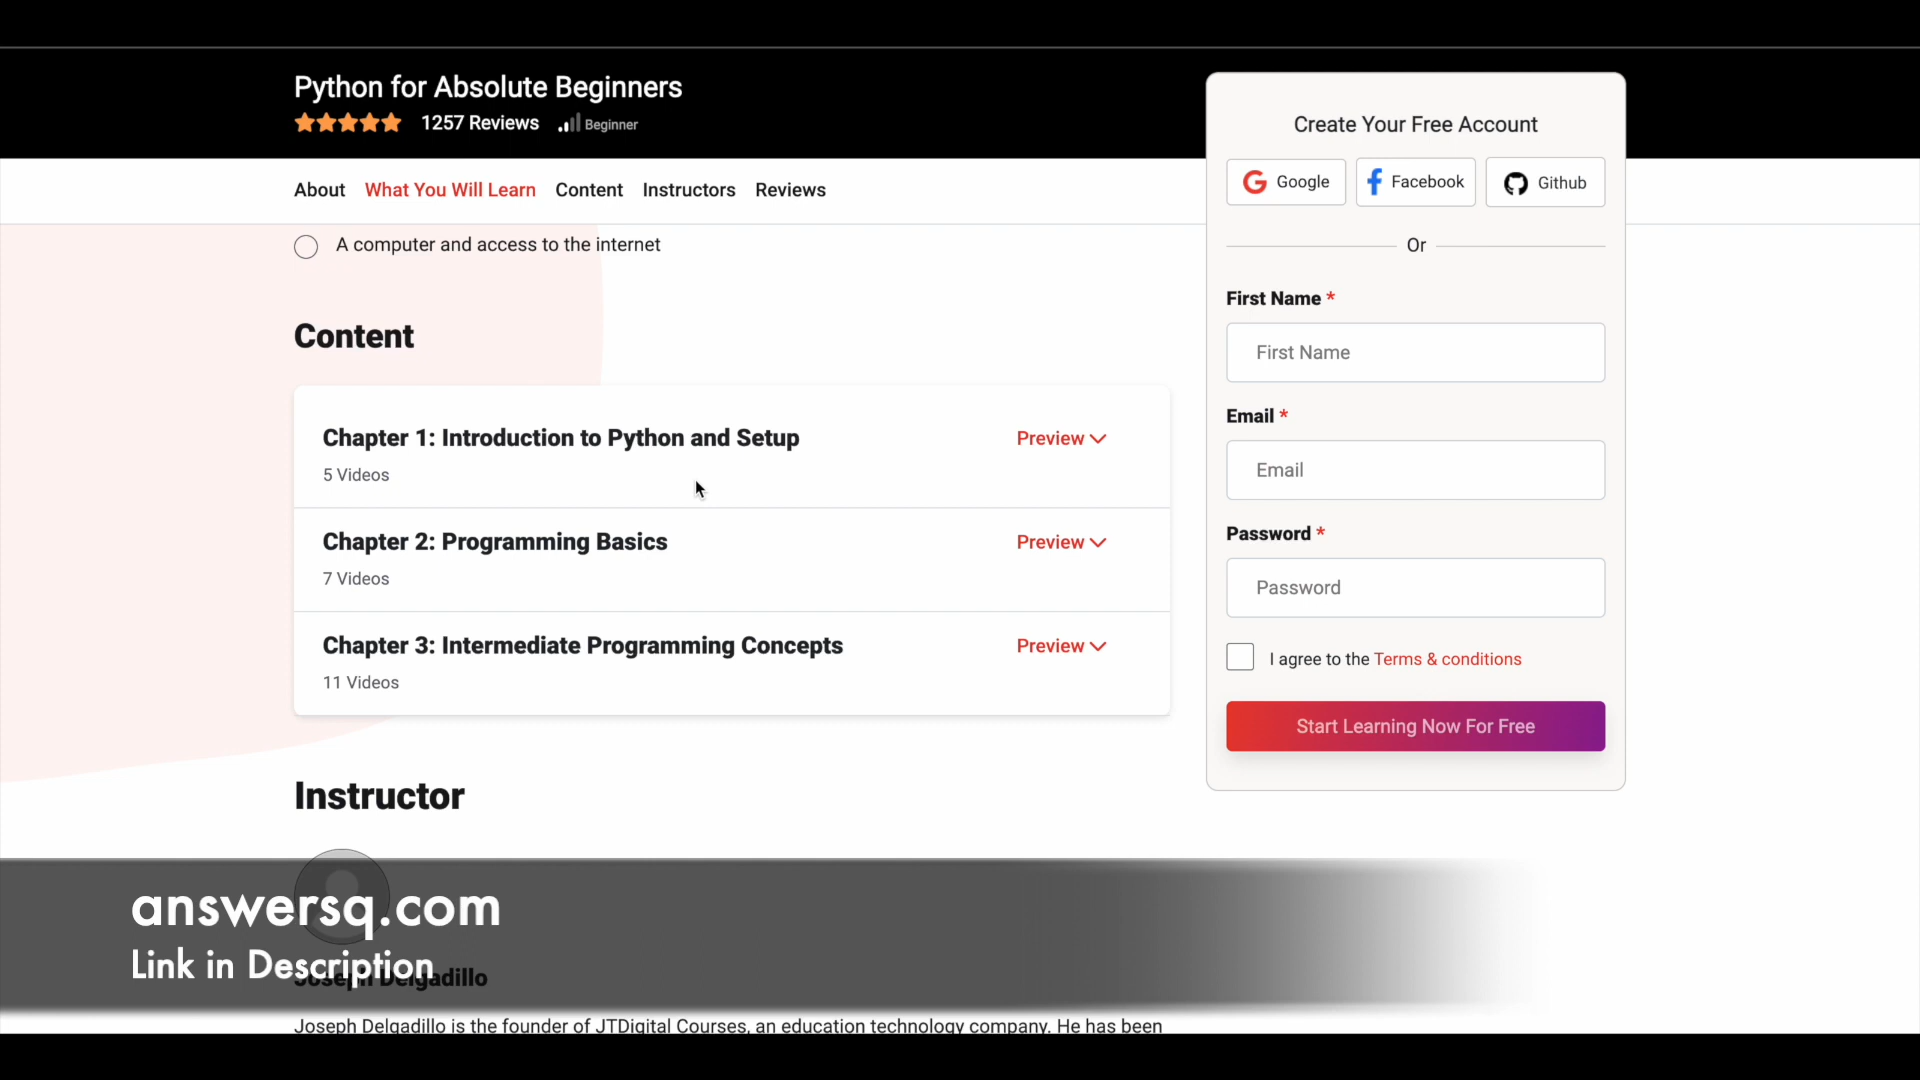 Python for Absolute Beginners
1257 Reviews Beginner
About What You Will Learn Content Instructors Reviews
A computer and access to the internet
Content
Chapter 1: Introduction to Python and Setup Preview
5 Videos
Chapter 2: Programming Basics Preview
7 Videos
Chapter 3: Intermediate Programming Concepts Preview
11 Videos
Instructor
Joseph Delgadillo
Joseph Delgadillo is the founder of JTDigital Courses, an education technology company. He has been
Create Your Free Account
Google Facebook Github
Or
First Name *
First Name
Email *
Email
Password *
Password
I agree to the Terms & conditions
Start Learning Now For Free
answersq.com
Link in Description